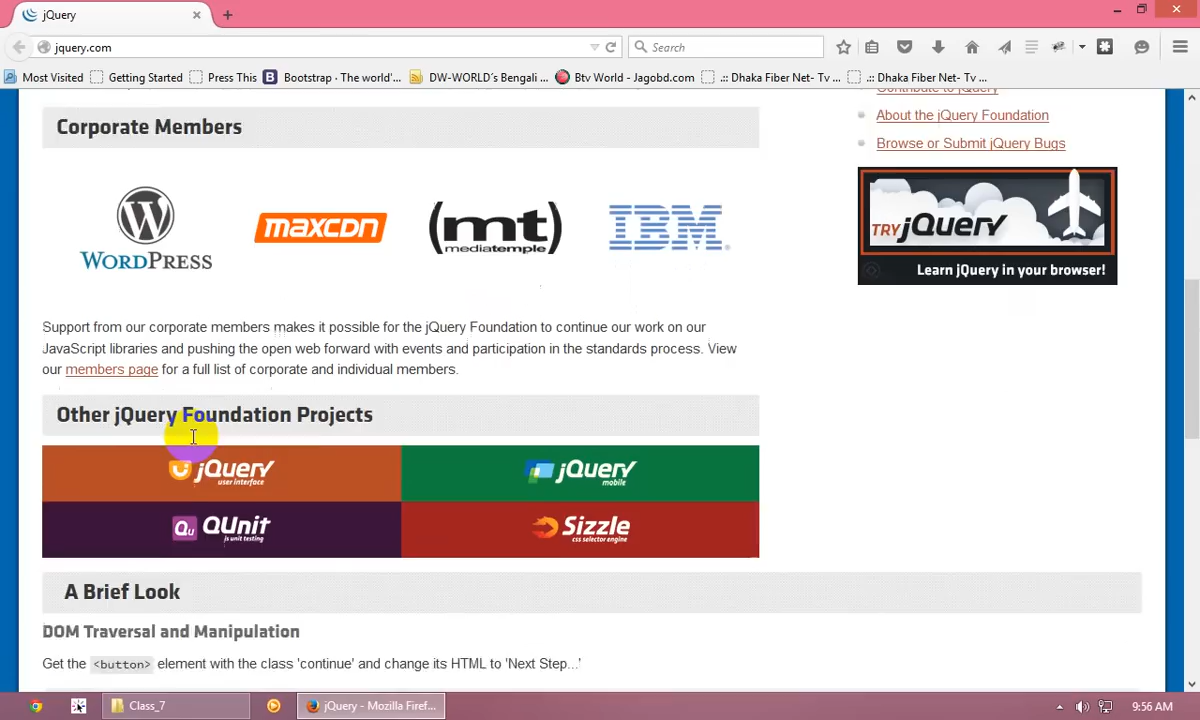 jQuery
jquery.com
Search
Most Visited
Getting Started
Press This
Bootstrap · The world'...
DW-WORLD´s Bengali ...
Btv World - Jagobd.com
.:: Dhaka Fiber Net- Tv ...
.:: Dhaka Fiber Net- Tv ...
Contribute to jQuery
About the jQuery Foundation
Browse or Submit jQuery Bugs
TRY jQuery
Learn jQuery in your browser!
Corporate Members
WORDPRESS
maxcdn
(mt)
mediatemple
IBM
Support from our corporate members makes it possible for the jQuery Foundation to continue our work on our
JavaScript libraries and pushing the open web forward with events and participation in the standards process. View
our members page for a full list of corporate and individual members.
Other jQuery Foundation Projects
jQuery
user interface
jQuery
mobile
Qu QUnit
js unit testing
Sizzle
css selector engine
A Brief Look
DOM Traversal and Manipulation
Get the <button> element with the class 'continue' and change its HTML to 'Next Step...'
Class_7
jQuery - Mozilla Firef...
9:56 AM